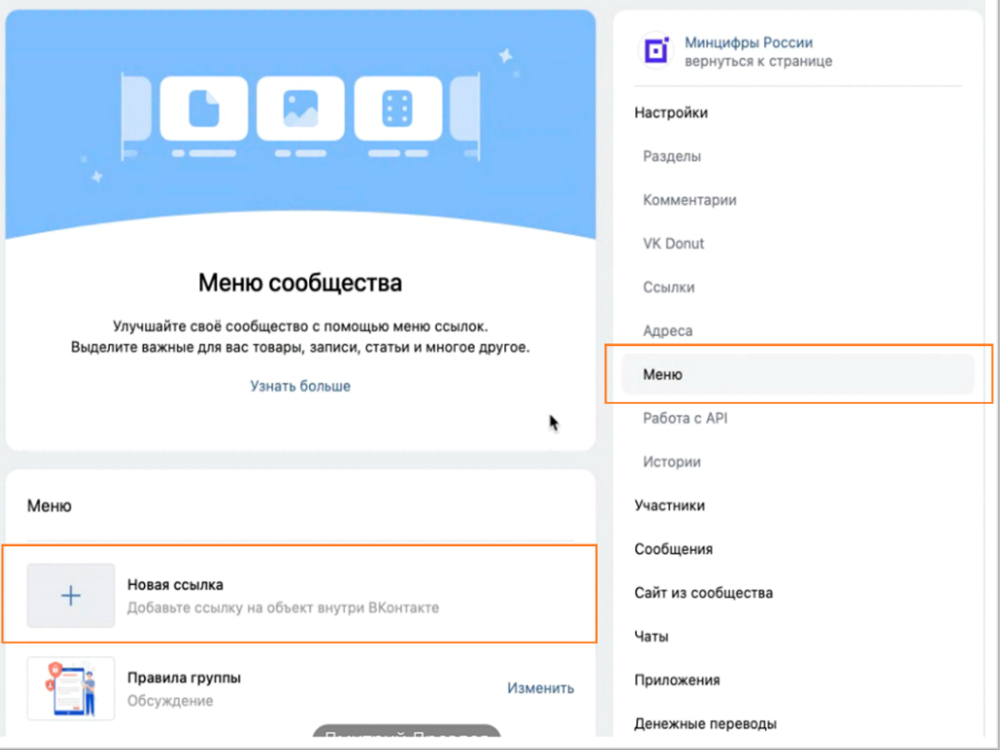 Меню сообщества
Улучшайте своё сообщество с помощью меню ссылок.
Выделите важные для вас товары, записи, статьи и многое другое.
Узнать больше
Меню
Новая ссылка
Добавьте ссылку на объект внутри ВКонтакте
Правила группы
Обсуждение
Изменить
Минцифры России
вернуться к странице
Настройки
Разделы
Комментарии
VK Donut
Ссылки
Адреса
Меню
Работа с API
Истории
Участники
Сообщения
Сайт из сообщества
Чаты
Приложения
Денежные переводы